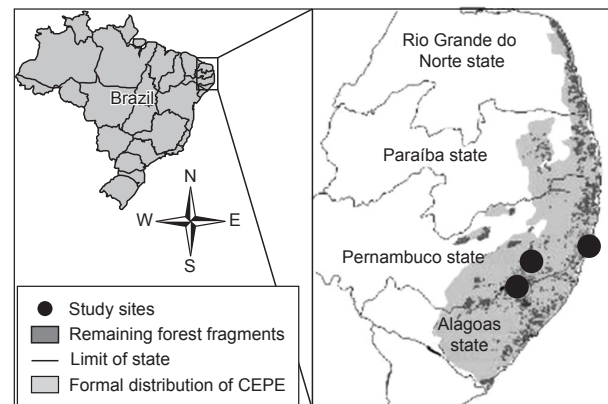 Brazil
N
W E
S
Study sites
Remaining forest fragments
Limit of state
Formal distribution of CEPE
Rio Grande do
Norte state
Paraíba state
Pernambuco state
Alagoas
state